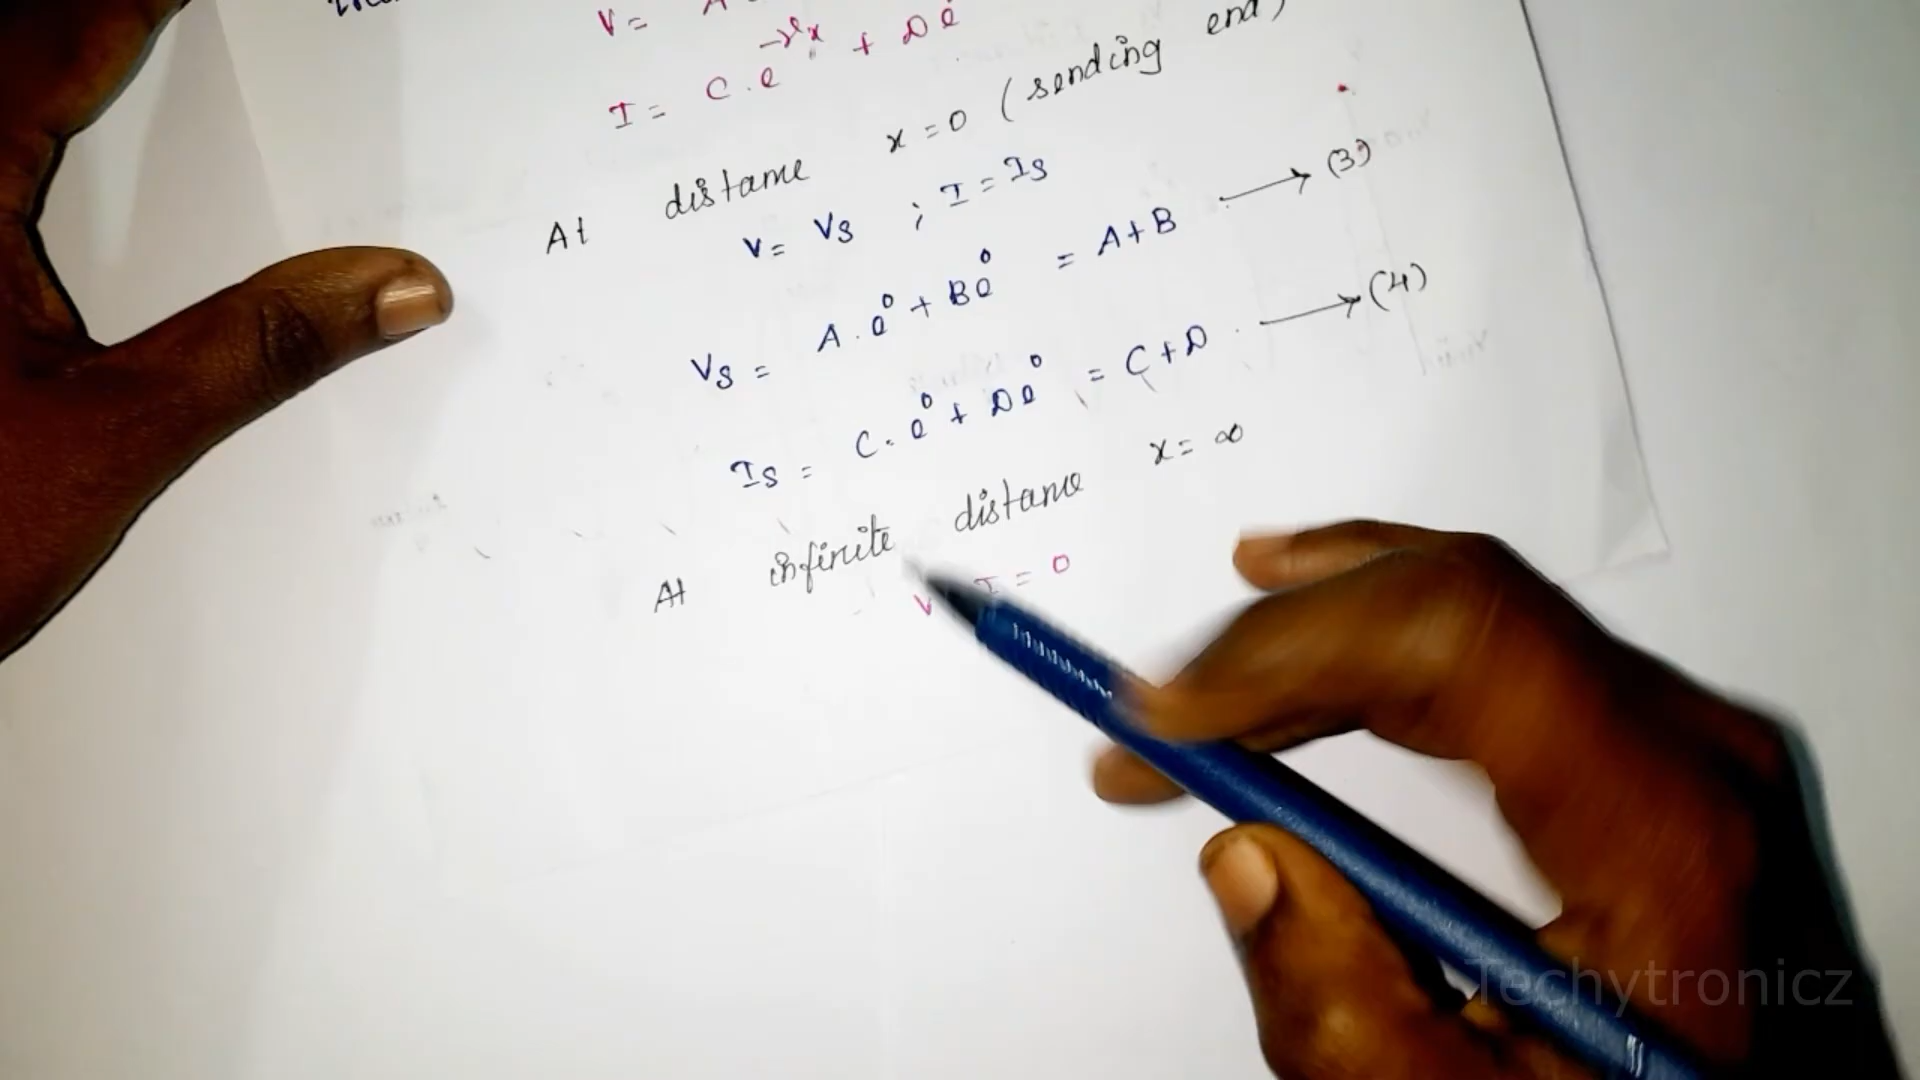 V =
I = C.e^-γx + De
At distance x=0 (sending end)
V = Vs ; I = Is
Vs = A.e^0 + Be^0 = A+B → (3)
Is = C.e^0 + De^0 = C+D → (4)
At infinite distance x = ∞
V I = 0
Techytronicz